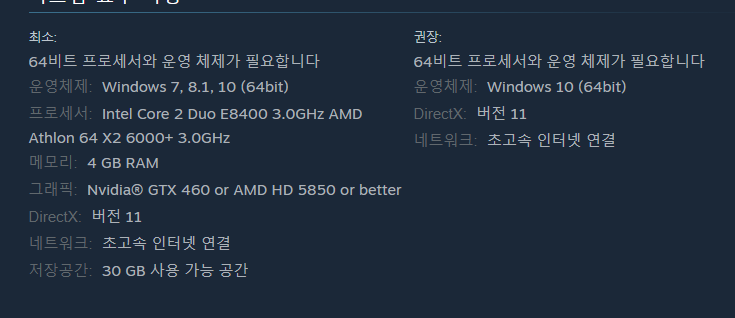 최소:
64비트 프로세서와 운영 체제가 필요합니다
운영체제: Windows 7, 8.1, 10 (64bit)
프로세서: Intel Core 2 Duo E8400 3.0GHz AMD
Athlon 64 X2 6000+ 3.0GHz
메모리: 4 GB RAM
그래픽: Nvidia® GTX 460 or AMD HD 5850 or better
DirectX: 버전 11
네트워크: 초고속 인터넷 연결
저장공간: 30 GB 사용 가능 공간
권장:
64비트 프로세서와 운영 체제가 필요합니다
운영체제: Windows 10 (64bit)
DirectX: 버전 11
네트워크: 초고속 인터넷 연결